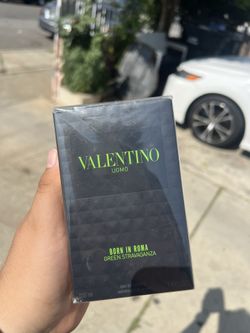 VALENTINO
UOMO
BORN IN ROMA
GREEN STRAVAGANZA